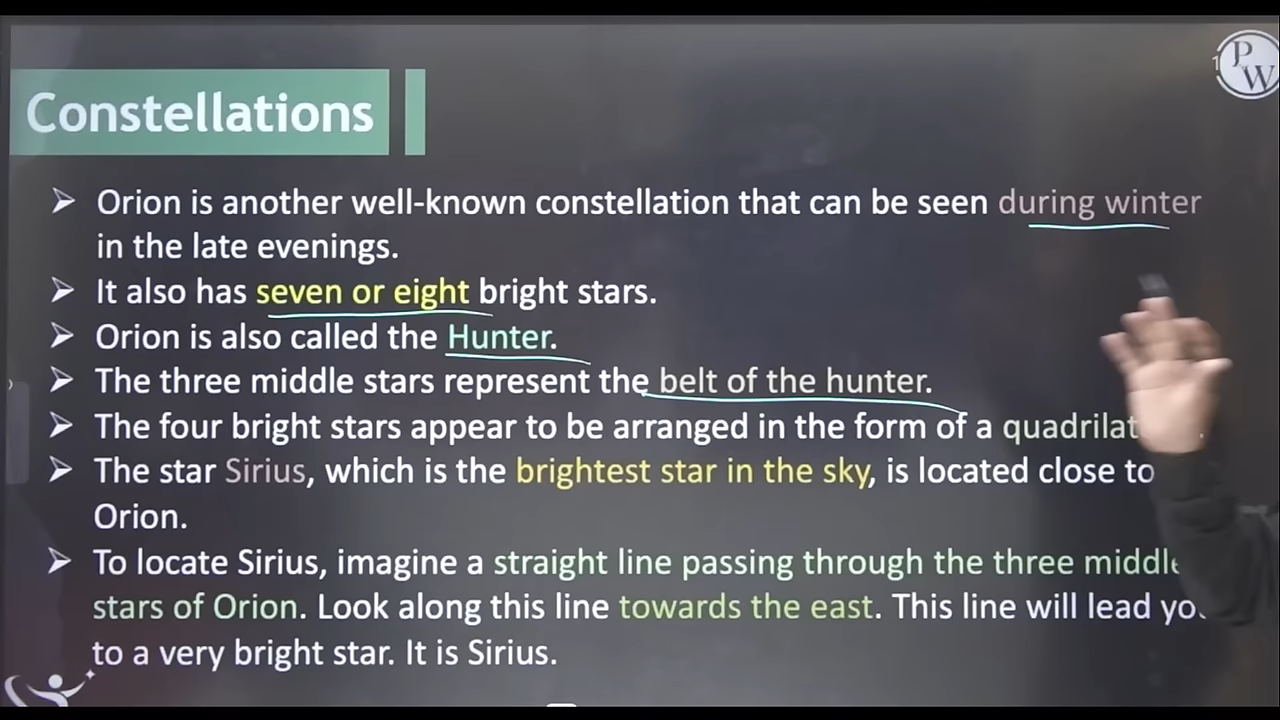 PW
Constellations
➢ Orion is another well-known constellation that can be seen during winter
in the late evenings.
➢ It also has seven or eight bright stars.
➢ Orion is also called the Hunter.
➢ The three middle stars represent the belt of the hunter.
➢ The four bright stars appear to be arranged in the form of a
➢ The star Sirius, which is the brightest star in the sky, is located close to
Orion.
➢ To locate Sirius, imagine a straight line passing through the three middle
stars of Orion. Look along this line towards the east. This line will lead you
to a very bright star. It is Sirius.